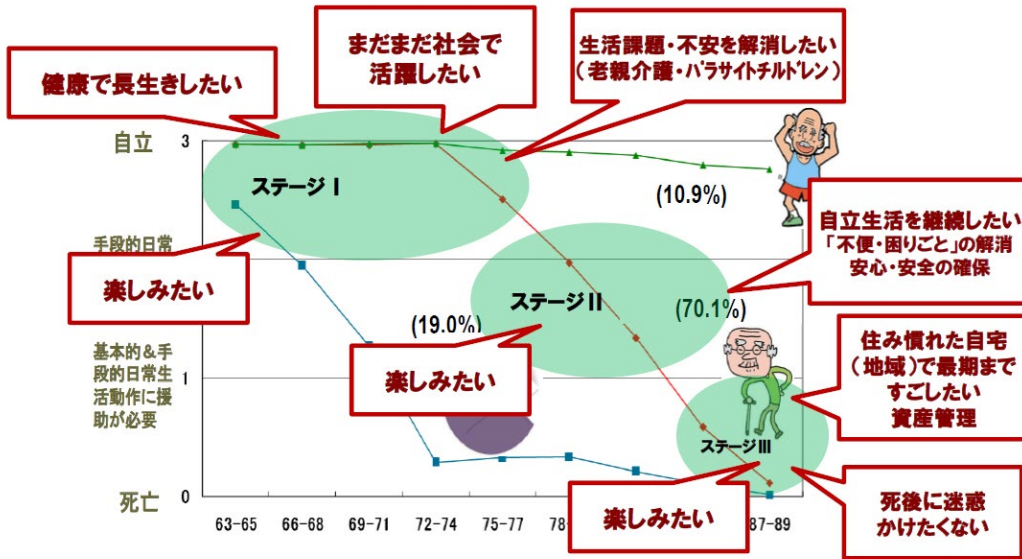 健康で長生きしたい
まだまだ社会で
活躍したい
生活課題・不安を解消したい
(老親介護・パラサイトチルドレン)
自立
3
ステージⅠ
(10.9%)
自立生活を継続したい
「不便・困りごと」の解消
安心・安全の確保
手段的日常
楽しみたい
ステージⅡ
(19.0%)
(70.1%)
基本的&手
段的日常生
活動作に援
助が必要
1
楽しみたい
住み慣れた自宅
(地域)で最期まで
すごしたい
資産管理
ステージⅢ
死亡
0
楽しみたい
死後に迷惑
かけたくない
63-65
66-68
69-71
72-74
75-77
78-
87-89